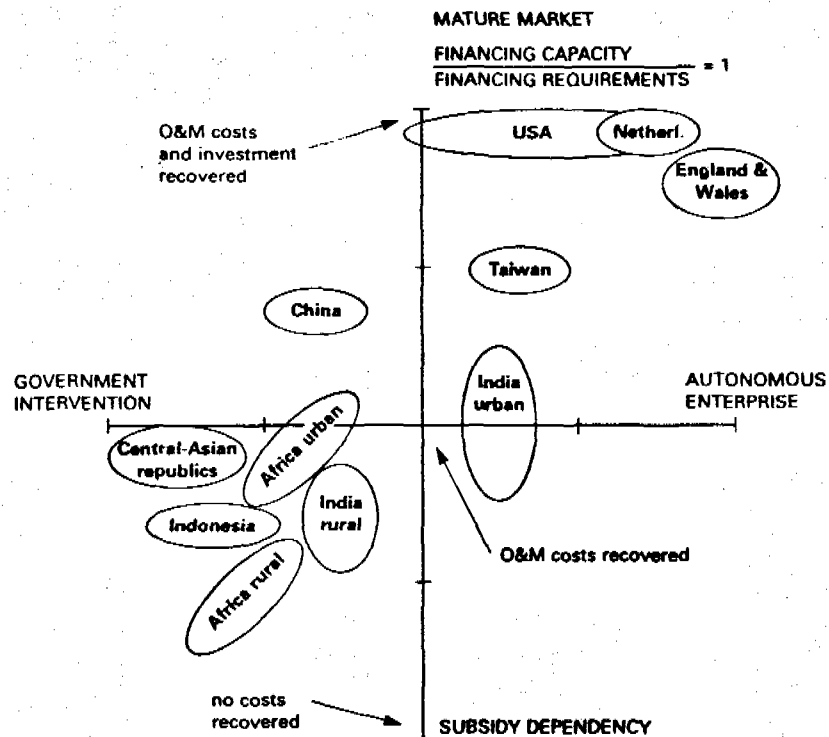 MATURE MARKET
FINANCING CAPACITY
FINANCING REQUIREMENTS
= 1
O&M costs
and investment
recovered
USA
Netherl.
England &
Wales
Taiwan
China
GOVERNMENT
INTERVENTION
India
urban
AUTONOMOUS
ENTERPRISE
Central-Asian
republics
Africa urban
India
rural
Indonesia
O&M costs recovered
Africa rural
no costs
recovered
SUBSIDY DEPENDENCY